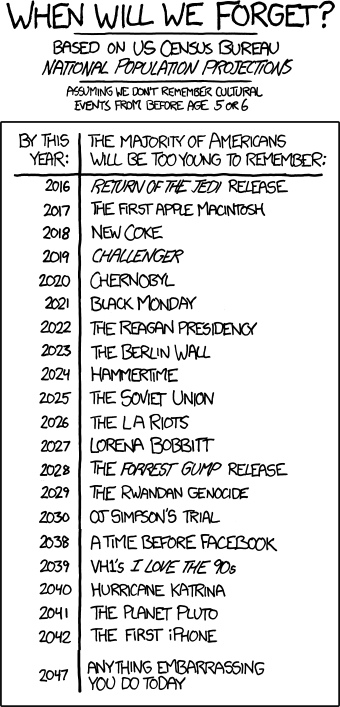 WHEN WILL WE FORGET?
BASED ON US CENSUS BUREAU
NATIONAL POPULATION PROJECTIONS
ASSUMING WE DON'T REMEMBER CULTURAL
EVENTS FROM BEFORE AGE 5 OR 6
BY THIS YEAR: THE MAJORITY OF AMERICANS WILL BE TOO YOUNG TO REMEMBER:
2016 RETURN OF THE JEDI RELEASE
2017 THE FIRST APPLE MACINTOSH
2018 NEW COKE
2019 CHALLENGER
2020 CHERNOBYL
2021 BLACK MONDAY
2022 THE REAGAN PRESIDENCY
2023 THE BERLIN WALL
2024 HAMMERTIME
2025 THE SOVIET UNION
2026 THE LA RIOTS
2027 LORENA BOBBITT
2028 THE FORREST GUMP RELEASE
2029 THE RWANDAN GENOCIDE
2030 OJ SIMPSON'S TRIAL
2038 A TIME BEFORE FACEBOOK
2039 VH1'S I LOVE THE 90s
2040 HURRICANE KATRINA
2041 THE PLANET PLUTO
2042 THE FIRST iPHONE
2047 ANYTHING EMBARRASSING
YOU DO TODAY